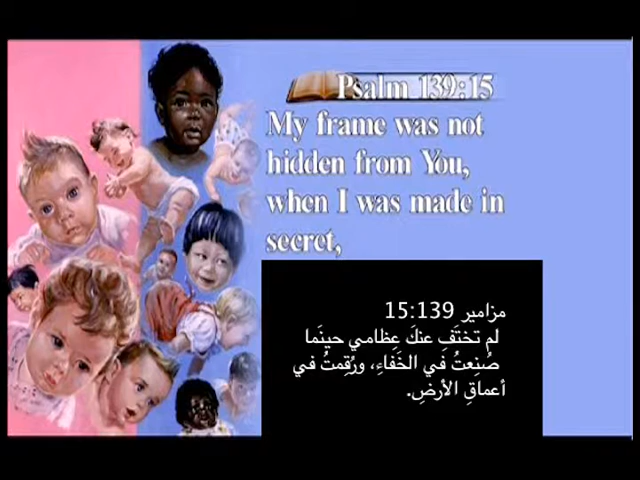 Psalm 139:15
My frame was not
hidden from You,
when I was made in
secret,
مزامير 15:139
لم تختَفِ عنكَ عِظامي حينَما
صُنِعتُ في الخَفاءِ، ورُقِمتُ في
أعماقِ الأرضِ.